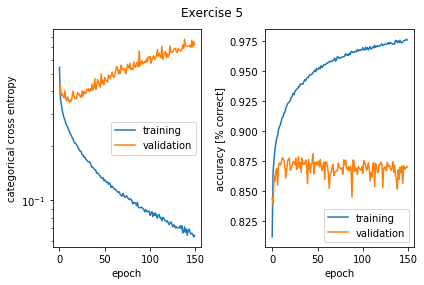 Exercise 5
categorical cross entropy
10⁻¹
training
validation
0 50 100 150
epoch
accuracy [% correct]
0.975
0.950
0.925
0.900
0.875
0.850
0.825
training
validation
0 50 100 150
epoch